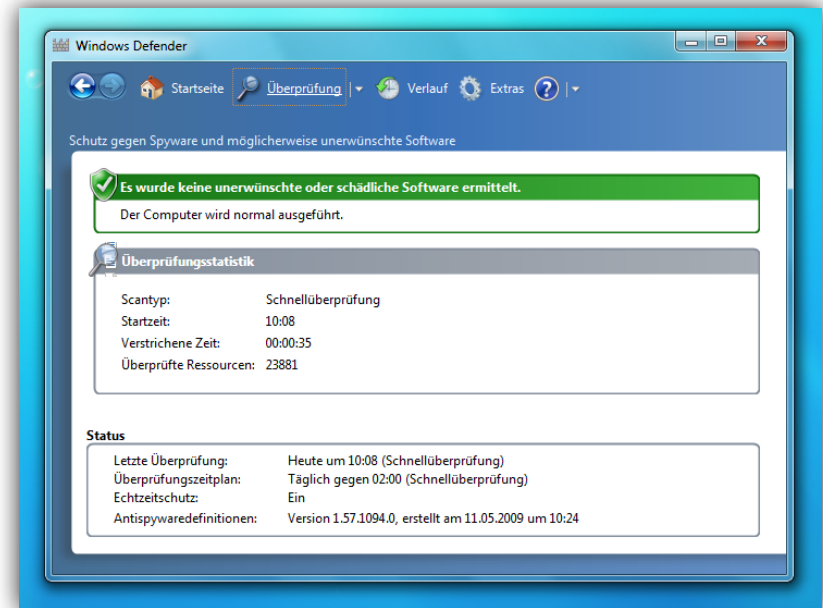 Windows Defender
Startseite Überprüfung Verlauf Extras ?
Schutz gegen Spyware und möglicherweise unerwünschte Software
Es wurde keine unerwünschte oder schädliche Software ermittelt.
Der Computer wird normal ausgeführt.
Überprüfungsstatistik
Scantyp: Schnellüberprüfung
Startzeit: 10:08
Verstrichene Zeit: 00:00:35
Überprüfte Ressourcen: 23881
Status
Letzte Überprüfung: Heute um 10:08 (Schnellüberprüfung)
Überprüfungszeitplan: Täglich gegen 02:00 (Schnellüberprüfung)
Echtzeitschutz: Ein
Antispywaredefinitionen: Version 1.57.1094.0, erstellt am 11.05.2009 um 10:24